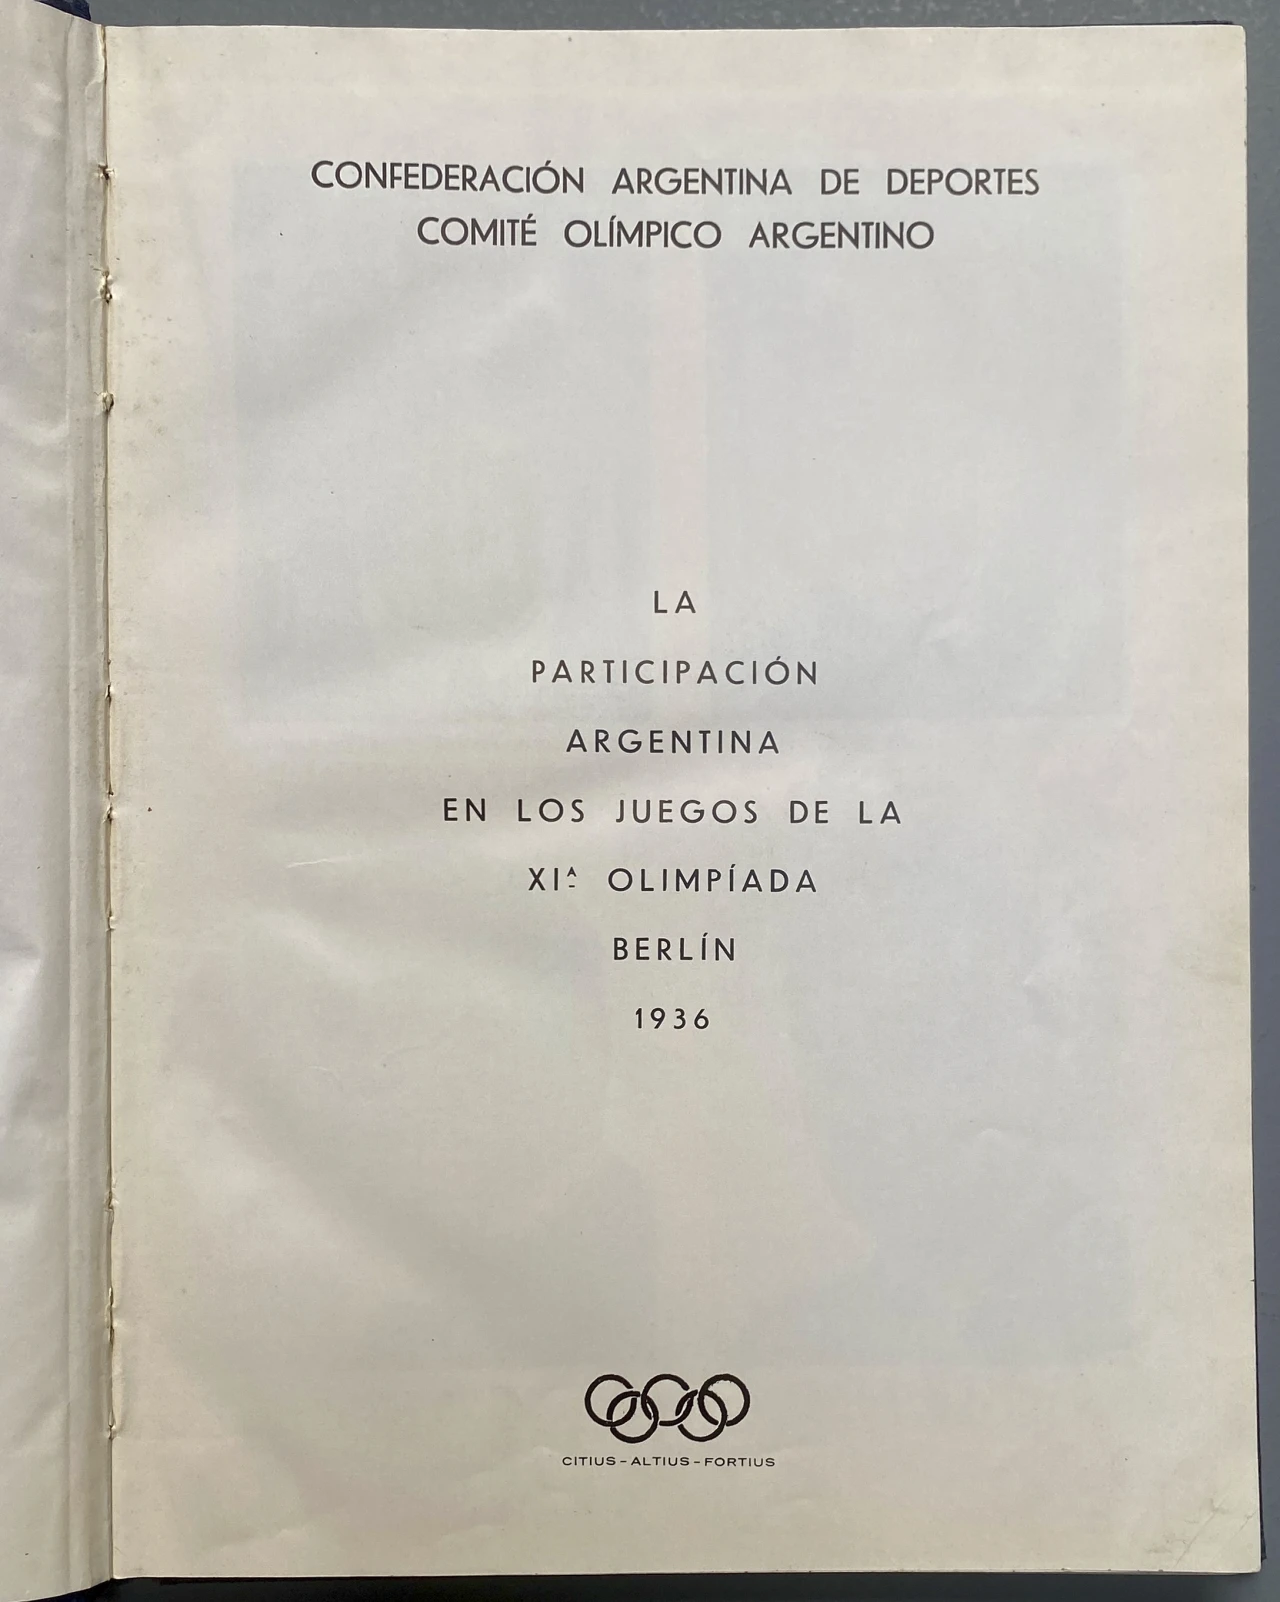 CONFEDERACIÓN ARGENTINA DE DEPORTES
COMITÉ OLÍMPICO ARGENTINO
LA
PARTICIPACIÓN
ARGENTINA
EN LOS JUEGOS DE LA
XIᴬ OLIMPÍADA
BERLÍN
1936
CITIUS – ALTIUS – FORTIUS